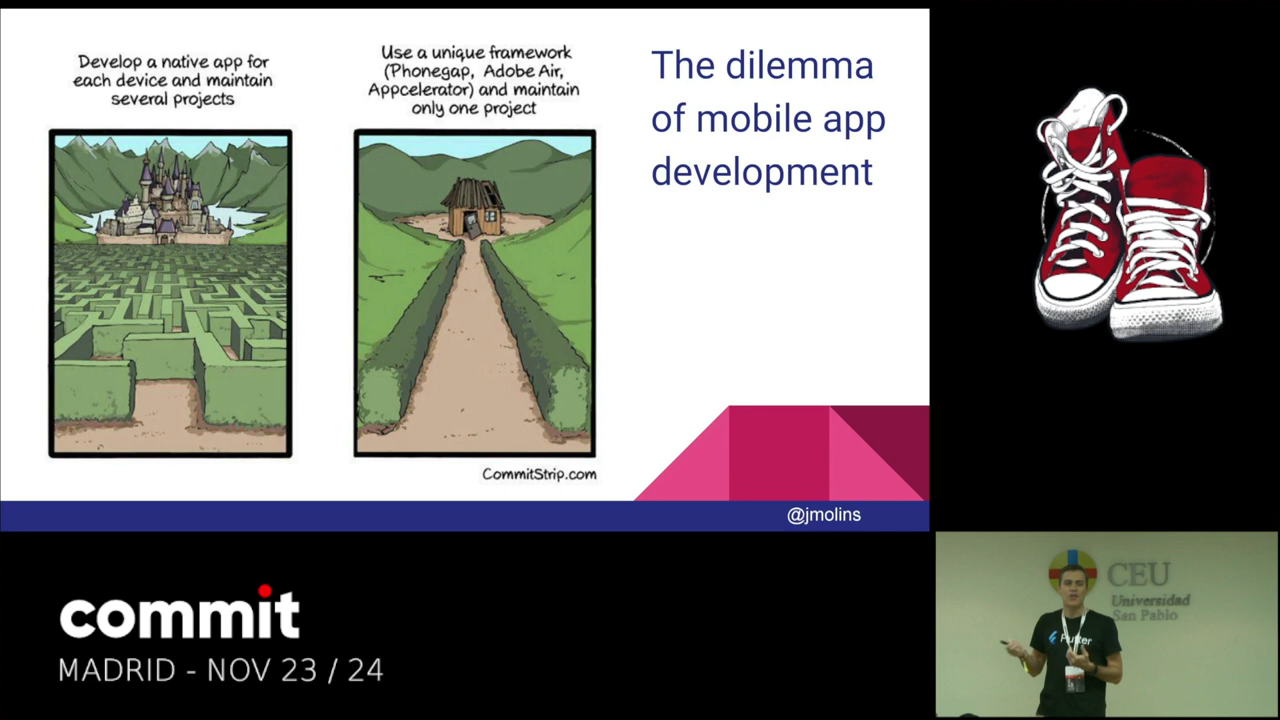 Develop a native app for
each device and maintain
several projects
Use a unique framework
(Phonegap, Adobe Air,
Appcelerator) and maintain
only one project
CommitStrip.com
The dilemma
of mobile app
development
@jmolins
commit
MADRID - NOV 23 / 24
CEU
Universidad
San Pablo
Flutter